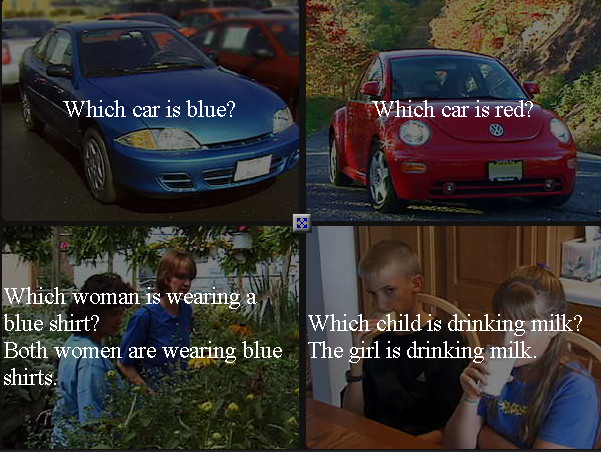 Which car is blue?
Which car is red?
Which woman is wearing a
blue shirt?
Both women are wearing blue
shirts.
Which child is drinking milk?
The girl is drinking milk.